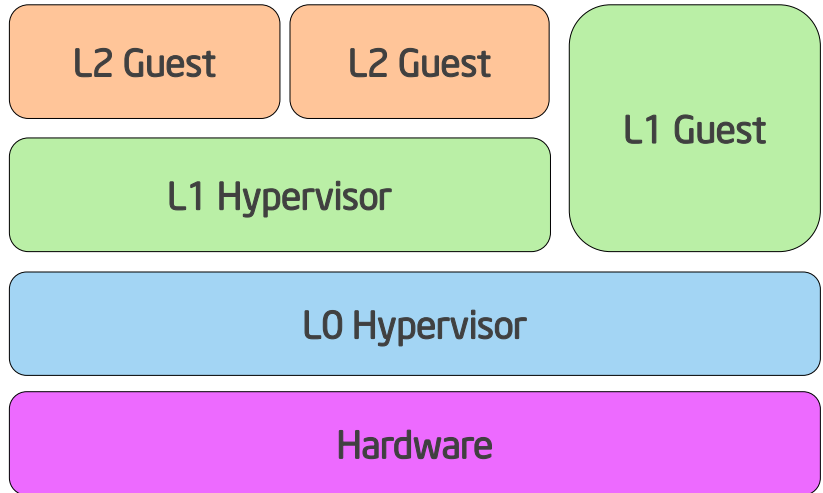 L2 Guest
L2 Guest
L1 Guest
L1 Hypervisor
L0 Hypervisor
Hardware